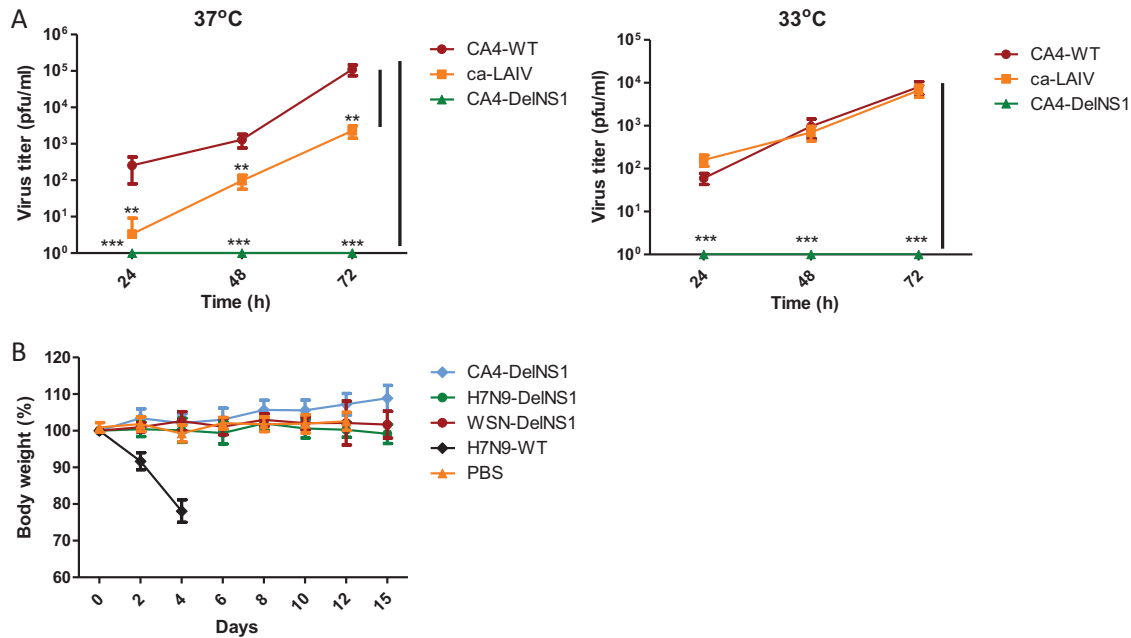 A
37°C
Virus titer (pfu/ml)
10⁶
10⁵
10⁴
10³
10²
10¹
10⁰
**
**
**
***
***
***
24
48
72
Time (h)
CA4-WT
ca-LAIV
CA4-DelNS1
33°C
Virus titer (pfu/ml)
10⁵
10⁴
10³
10²
10¹
10⁰
***
***
***
24
48
72
Time (h)
CA4-WT
ca-LAIV
CA4-DelNS1
B
Body weight (%)
120
110
100
90
80
70
60
0
2
4
6
8
10
12
15
Days
CA4-DelNS1
H7N9-DelNS1
WSN-DelNS1
H7N9-WT
PBS